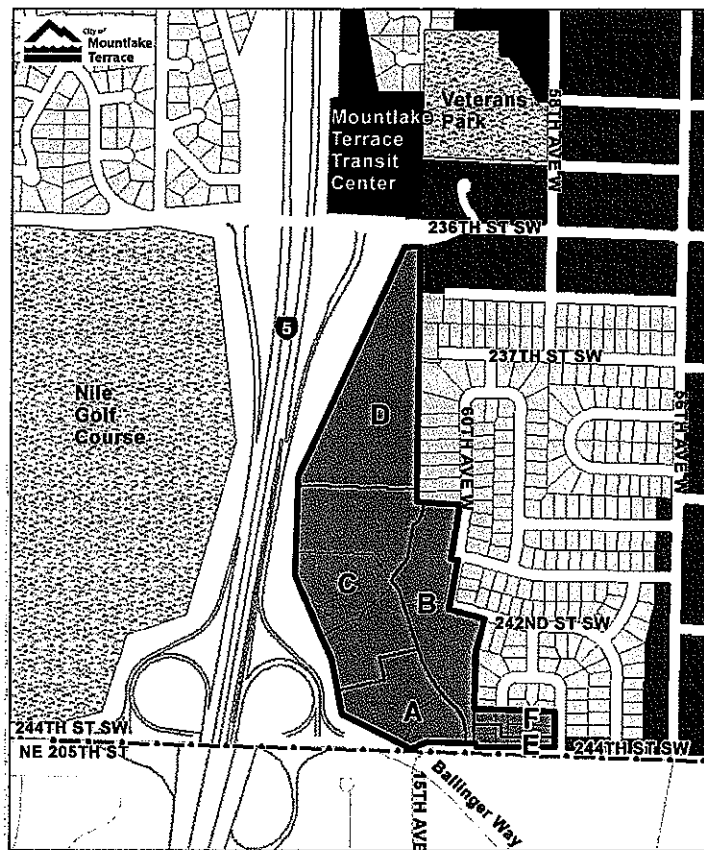 City of
Mountlake
Terrace
Mountlake
Terrace
Transit
Center
Veterans
Park
58TH AVE W
236TH ST SW
5
237TH ST SW
Nile
Golf
Course
D
60TH AVE W
56TH AVE W
C
B
242ND ST SW
A
F
E
244TH ST SW
NE 205TH ST
244TH ST SW
15TH AVE
Ballinger Way